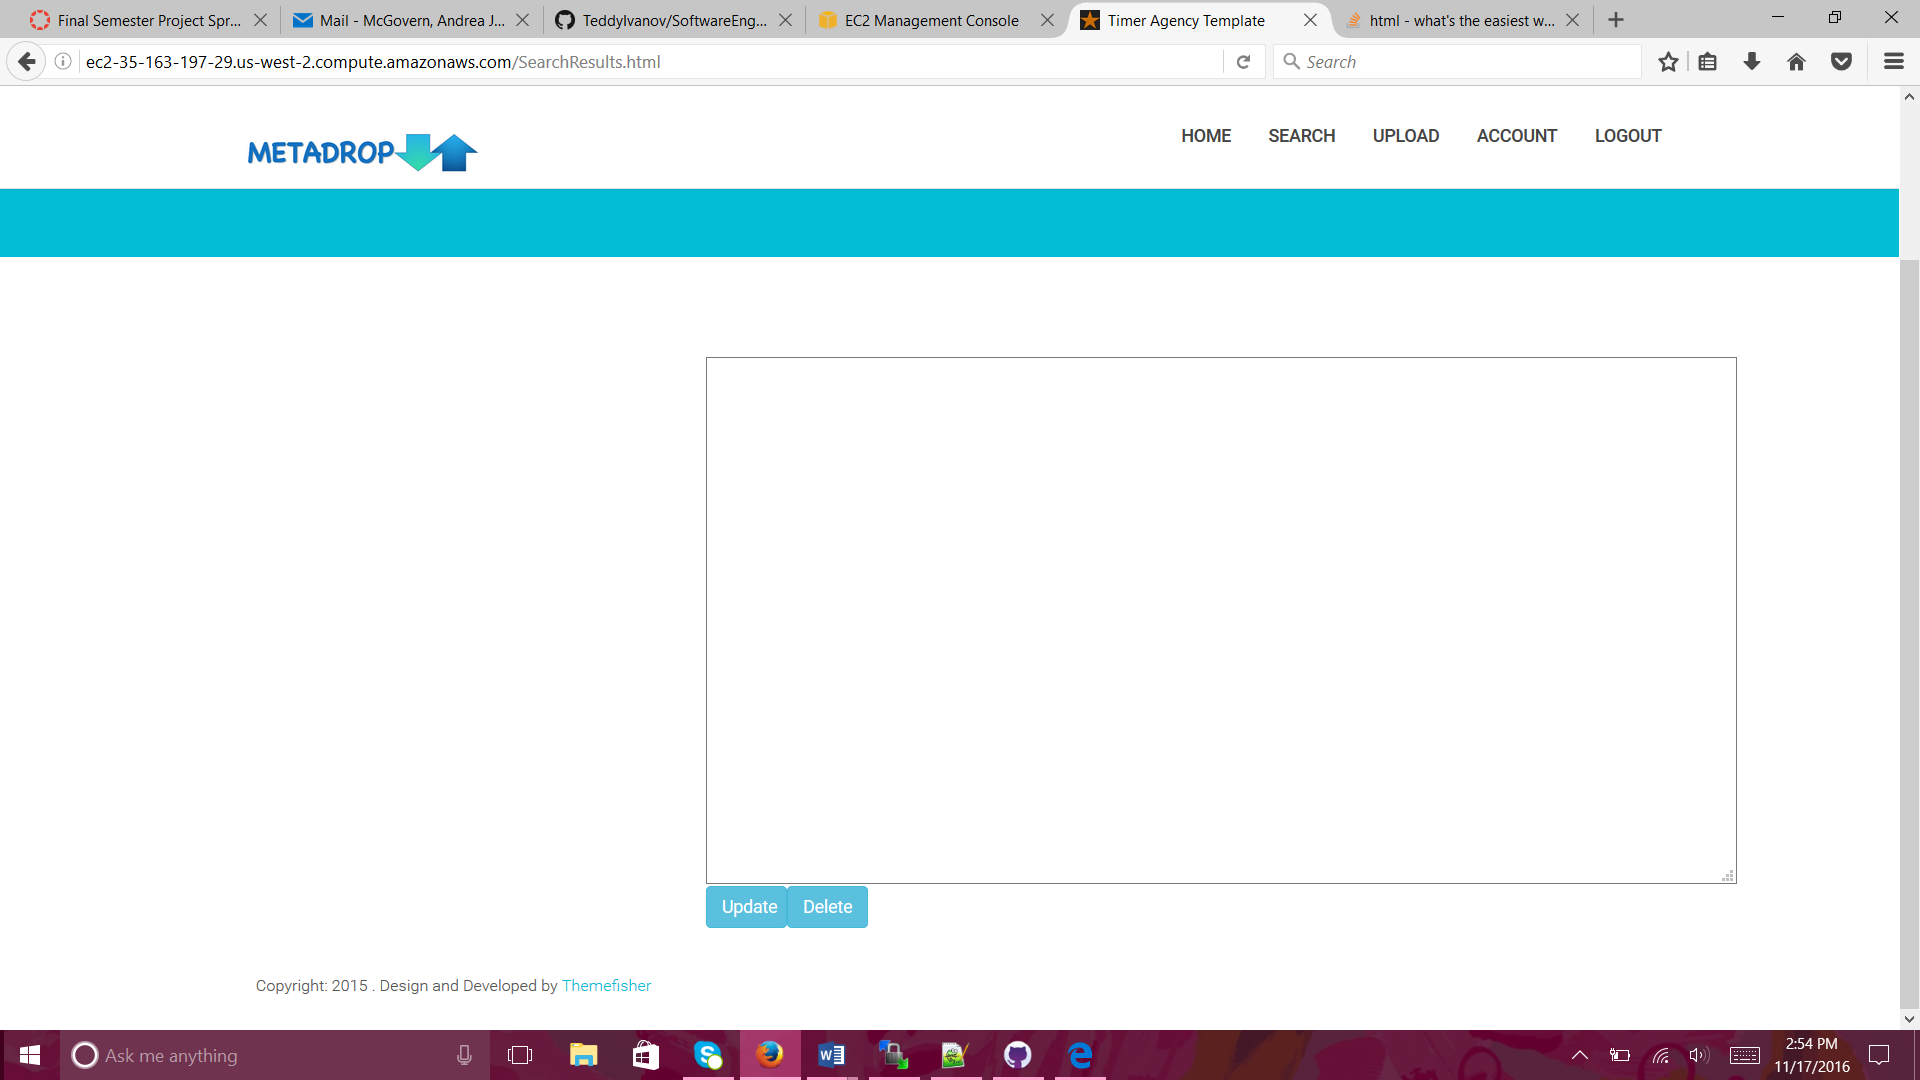 Final Semester Project Spr...
Mail - McGovern, Andrea J...
TeddyIvanov/SoftwareEng...
EC2 Management Console
Timer Agency Template
html - what's the easiest w...
ec2-35-163-197-29.us-west-2.compute.amazonaws.com/SearchResults.html
Search
METADROP
HOME
SEARCH
UPLOAD
ACCOUNT
LOGOUT
Update
Delete
Copyright: 2015 . Design and Developed by Themefisher
Ask me anything
2:54 PM
11/17/2016